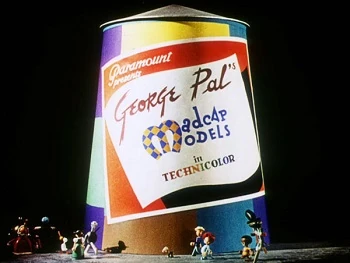 Paramount
presents
GEORGE PAL's
Madcap
Models
in
TECHNICOLOR